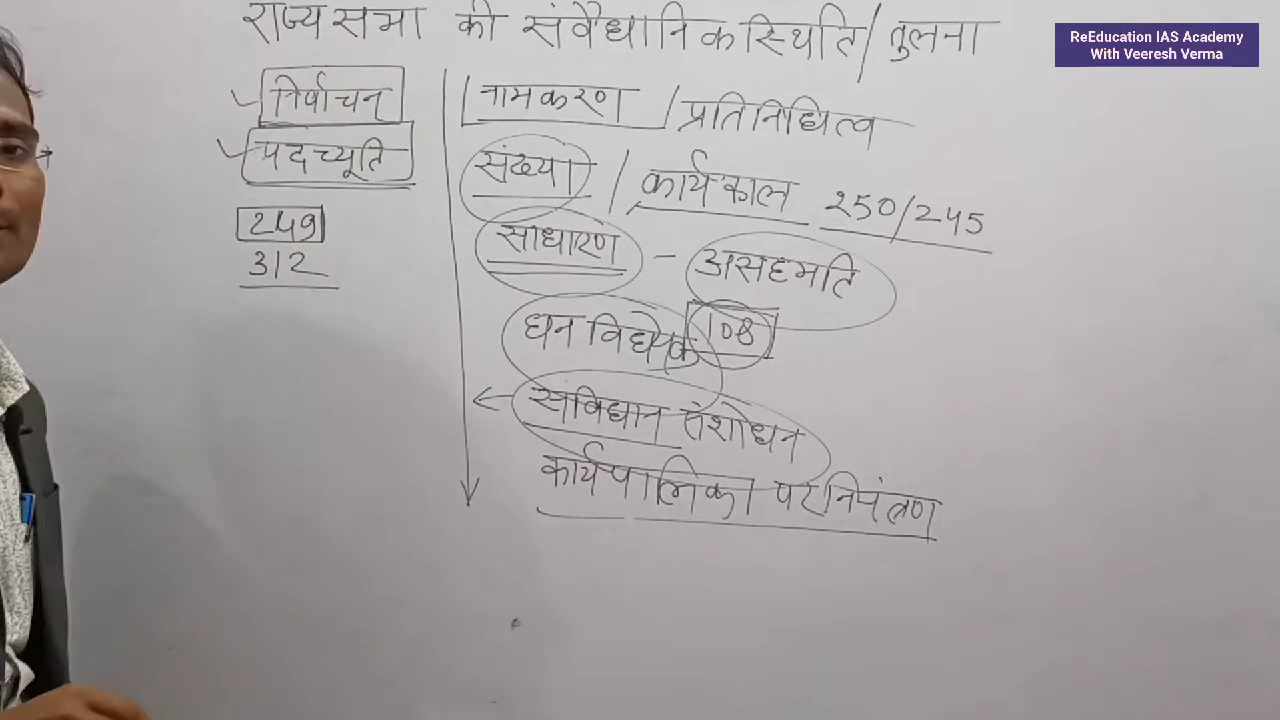 राज्यसभा की संवैधानिक स्थिति/तुलना
ReEducation IAS Academy
With Veeresh Verma
निर्वाचन
पदच्यूति
249
312
नामकरण / प्रतिनिधित्व
संख्या / कार्यकाल 250/245
साधारण - असहमति
धन विधेयक 108
संविधान संशोधन
कार्यपालिका पर नियंत्रण